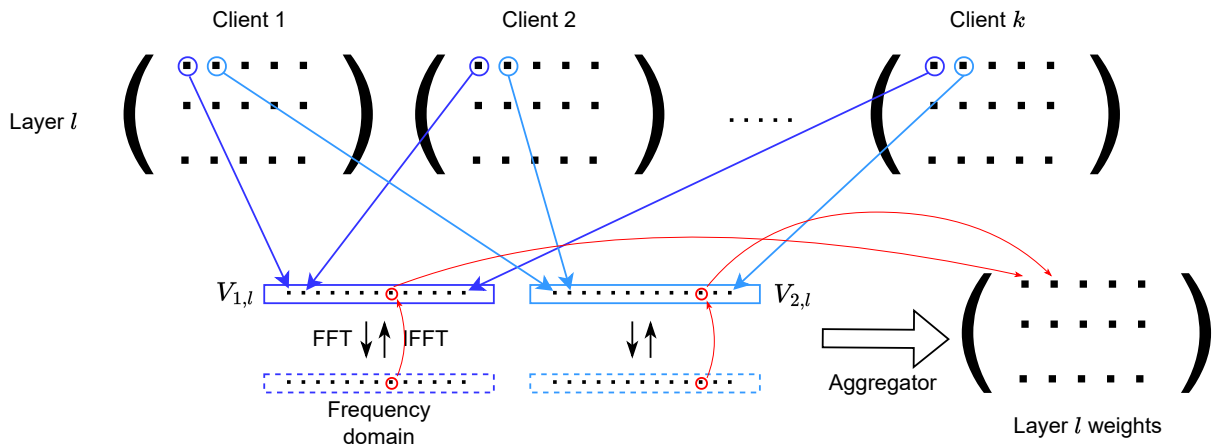 Client 1
Client 2
Client k
Layer l
.....
V1,l
V2,l
FFT
IFFT
Aggregator
Frequency
domain
Layer l weights